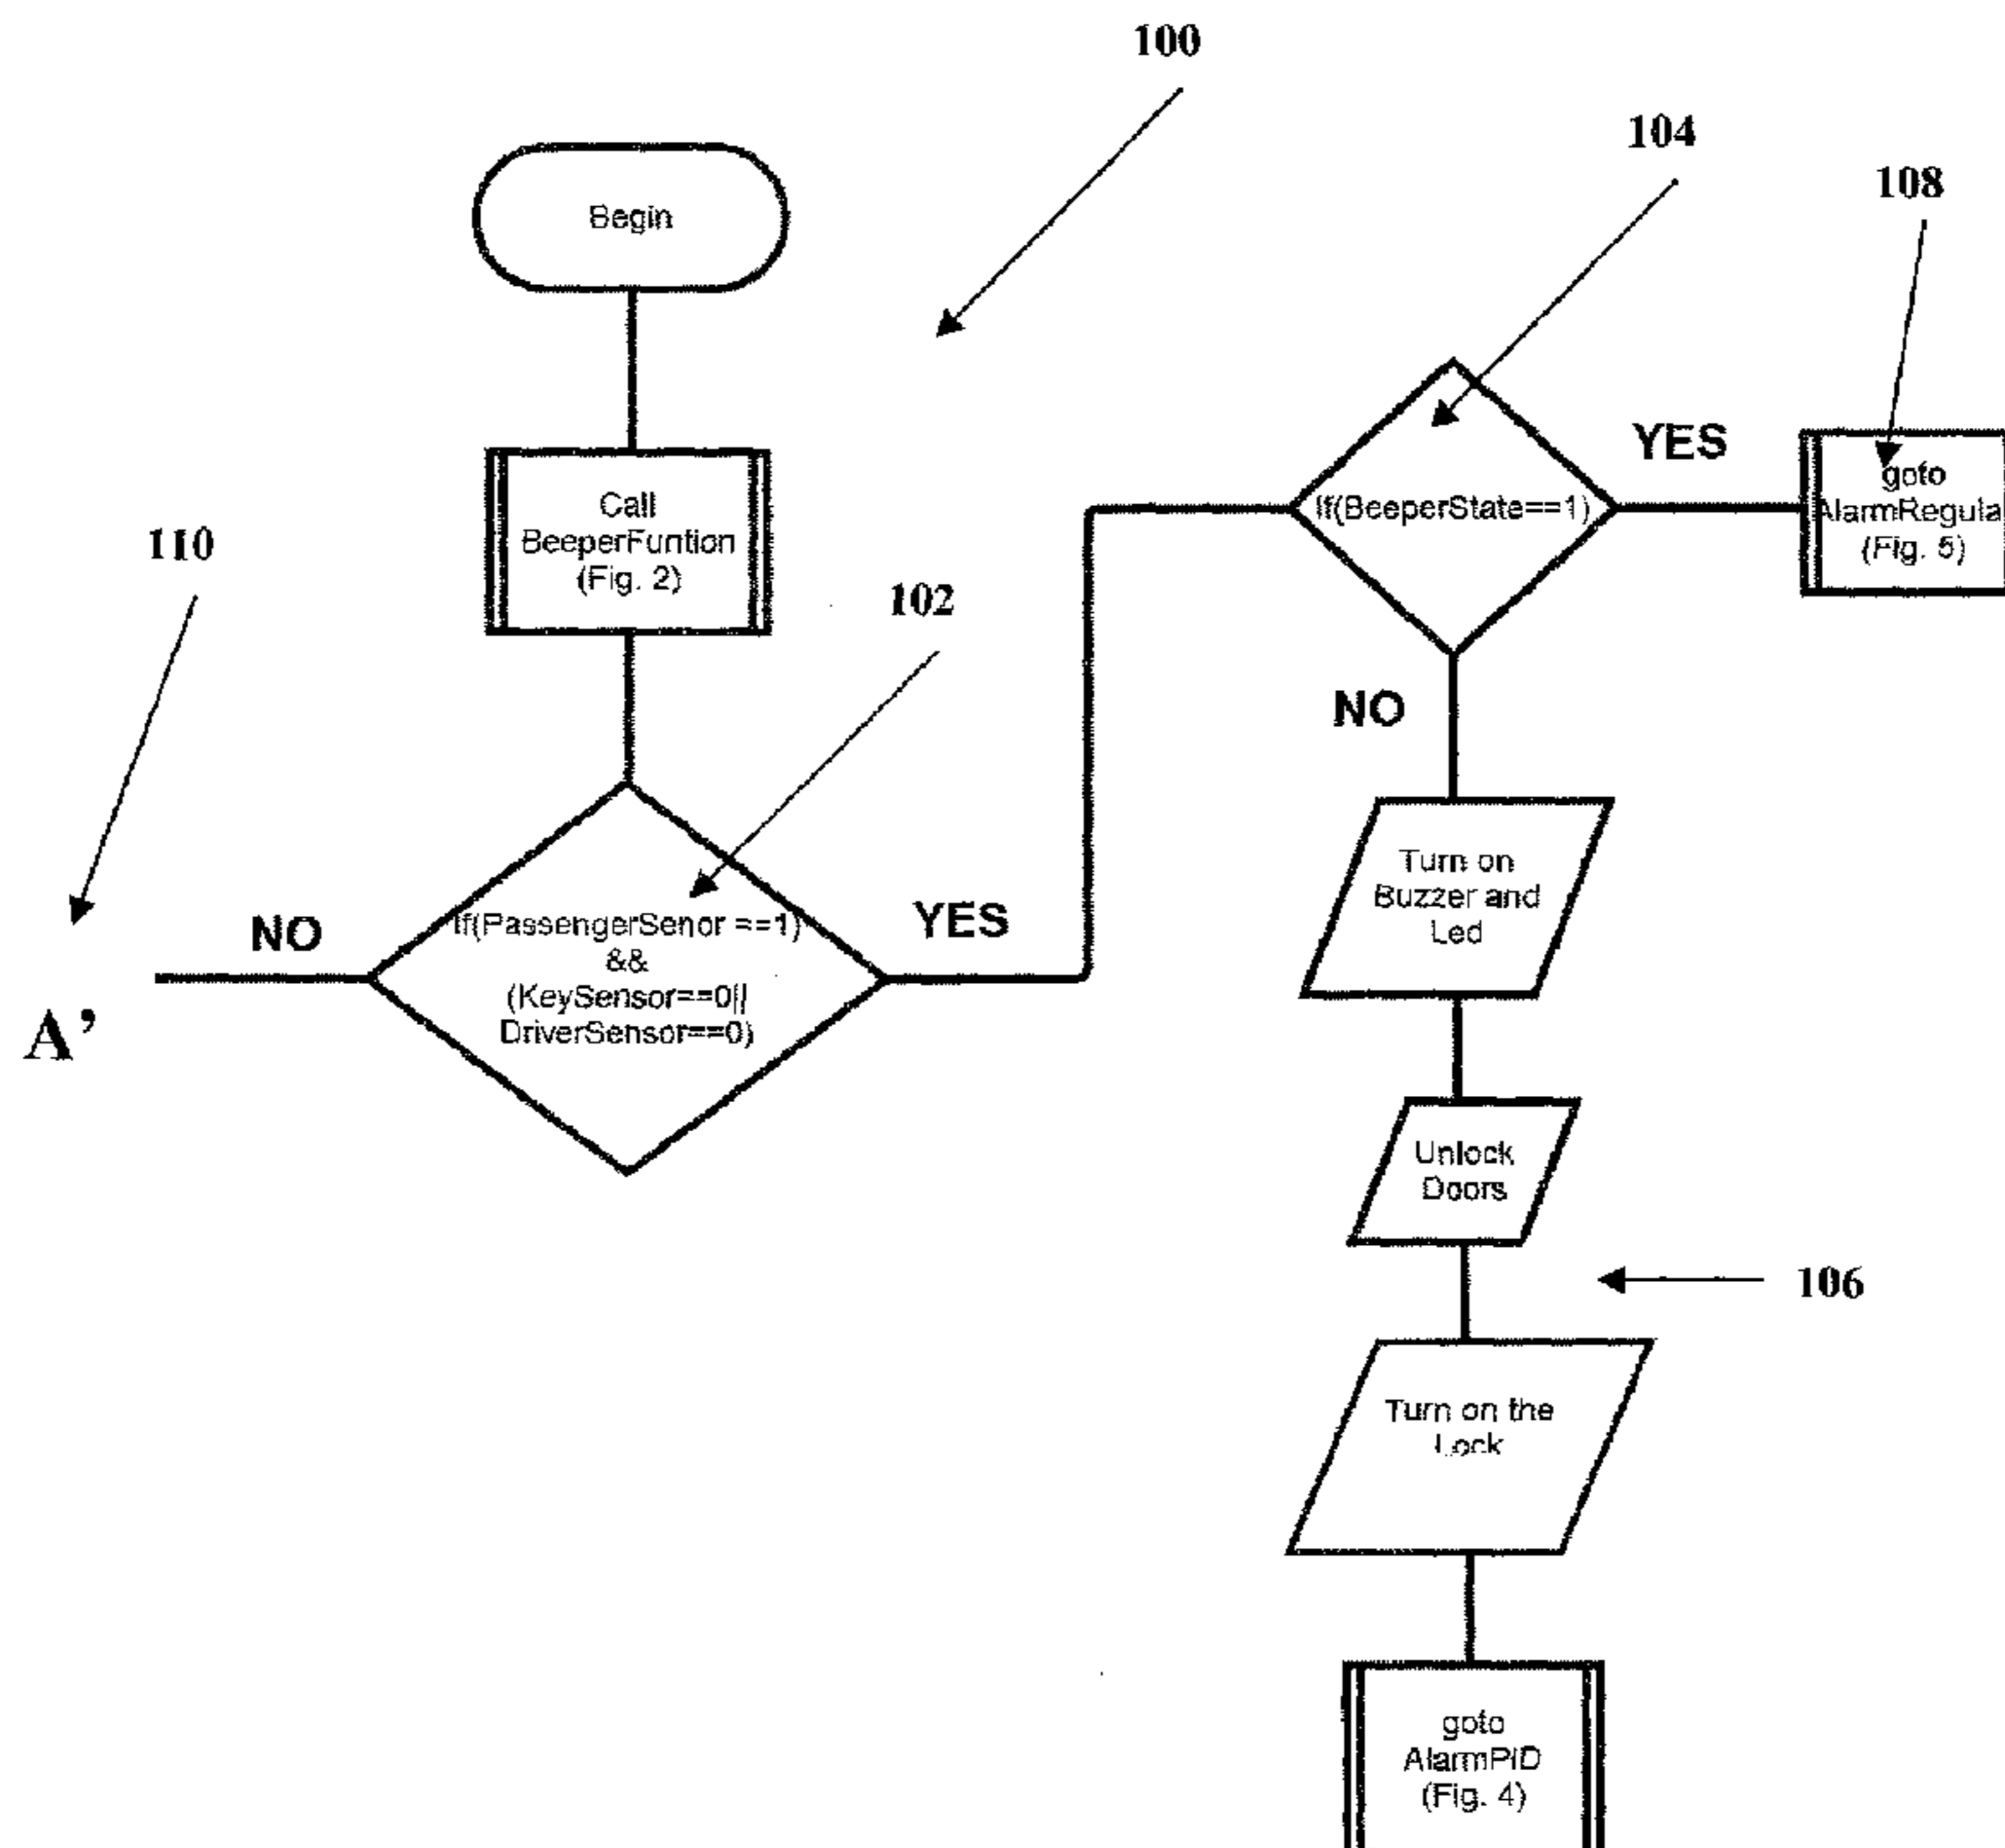 100
104
108
Begin
Call
BeeperFuntion
(Fig. 2)
110
102
If(PassengerSenor ==1)
&&
(KeySensor==0||
DriverSensor==0)
NO
YES
A’
If(BeeperState==1)
YES
NO
goto
AlarmRegula
(Fig. 5)
Turn on
Buzzer and
Led
Unlock
Doors
106
Turn on the
Lock
goto
AlarmPID
(Fig. 4)